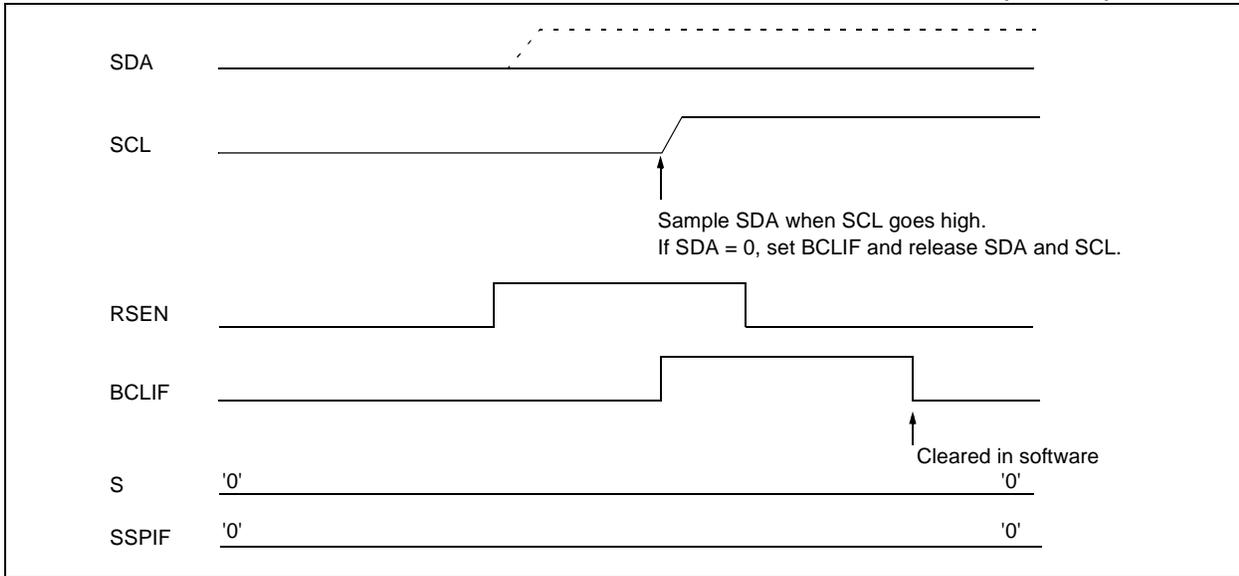 SDA
SCL
Sample SDA when SCL goes high.
If SDA = 0, set BCLIF and release SDA and SCL.
RSEN
BCLIF
Cleared in software
S '0' '0'
SSPIF '0' '0'